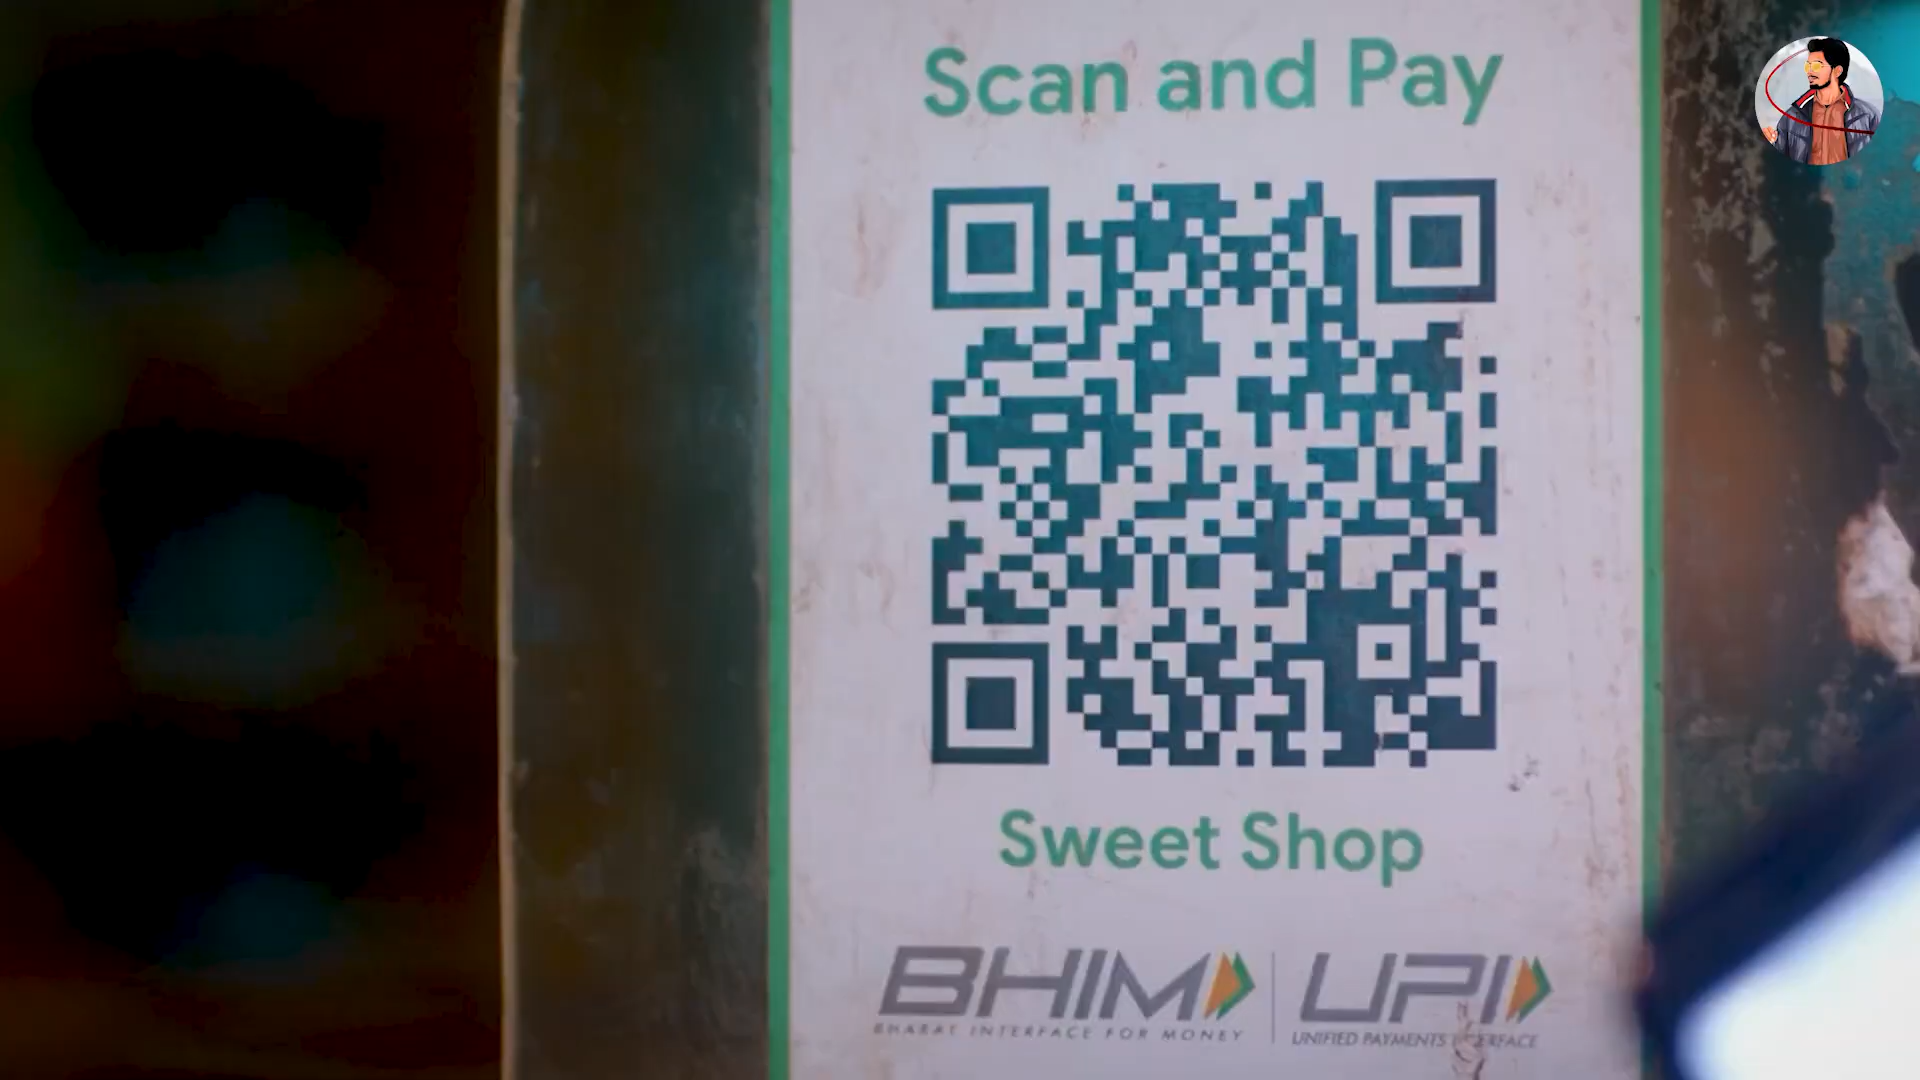 Scan and Pay
Sweet Shop
BHIM UPI
BHARAT INTERFACE FOR MONEY UNIFIED PAYMENTS INTERFACE